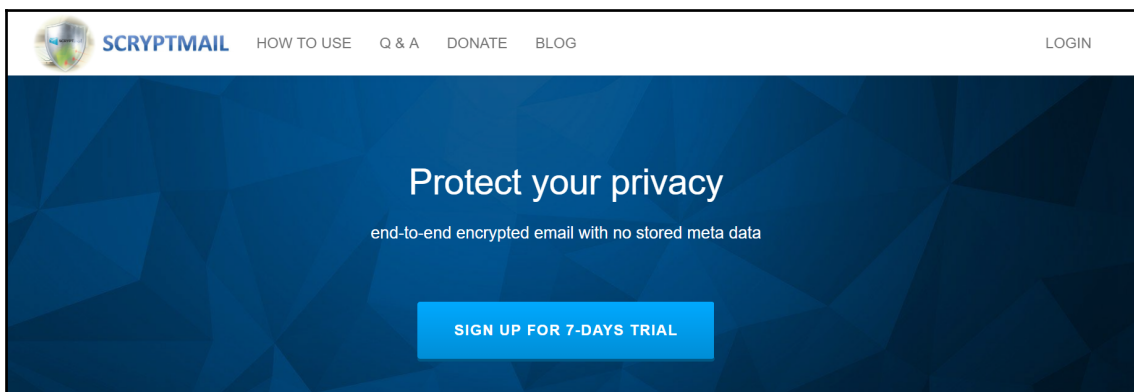 SCRYPTMAIL HOW TO USE Q & A DONATE BLOG LOGIN
Protect your privacy
end-to-end encrypted email with no stored meta data
SIGN UP FOR 7-DAYS TRIAL